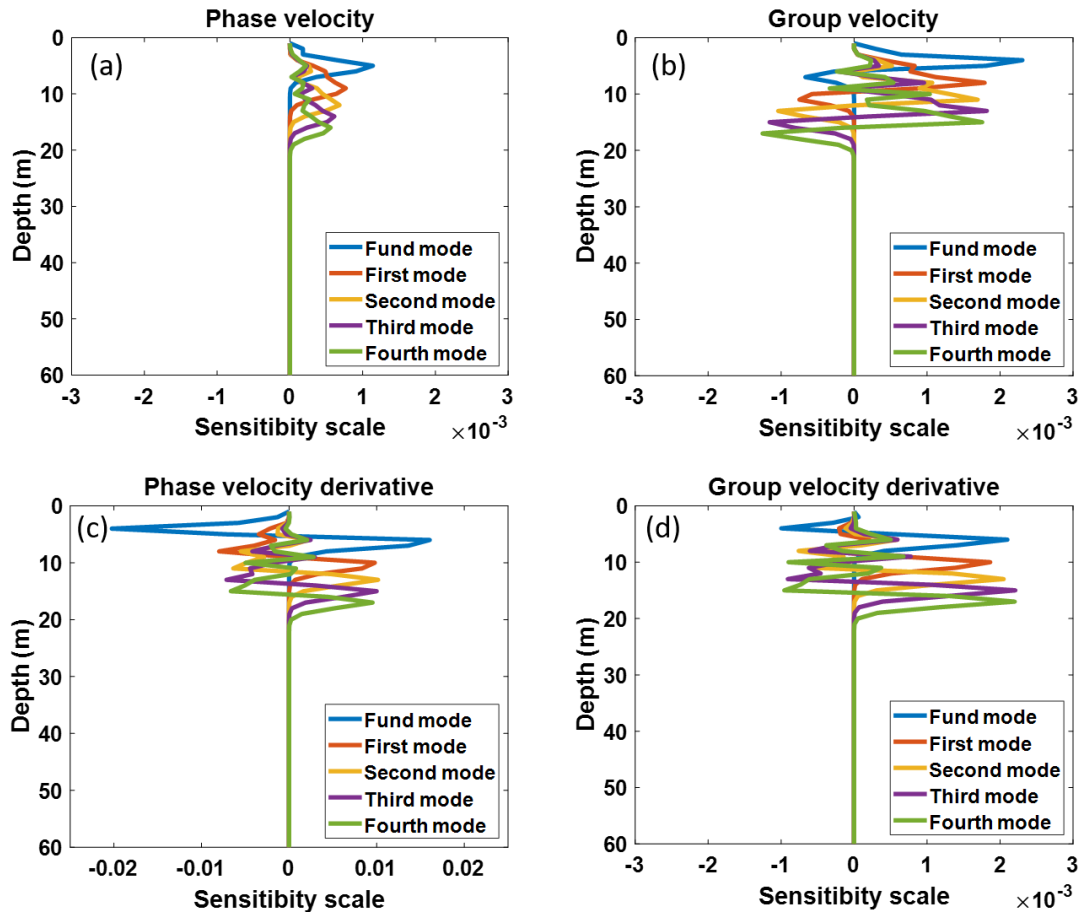 Phase velocity
(a)
0
10
20
30
40
50
60
Depth (m)
Fund mode
First mode
Second mode
Third mode
Fourth mode
-3 -2 -1 0 1 2 3
Sensitibity scale
×10-3
Group velocity
(b)
0
10
20
30
40
50
60
Depth (m)
Fund mode
First mode
Second mode
Third mode
Fourth mode
-3 -2 -1 0 1 2 3
Sensitibity scale
×10-3
Phase velocity derivative
(c)
0
10
20
30
40
50
60
Depth (m)
Fund mode
First mode
Second mode
Third mode
Fourth mode
-0.02 -0.01 0 0.01 0.02
Sensitibity scale
Group velocity derivative
(d)
0
10
20
30
40
50
60
Depth (m)
Fund mode
First mode
Second mode
Third mode
Fourth mode
-3 -2 -1 0 1 2 3
Sensitibity scale
×10-3